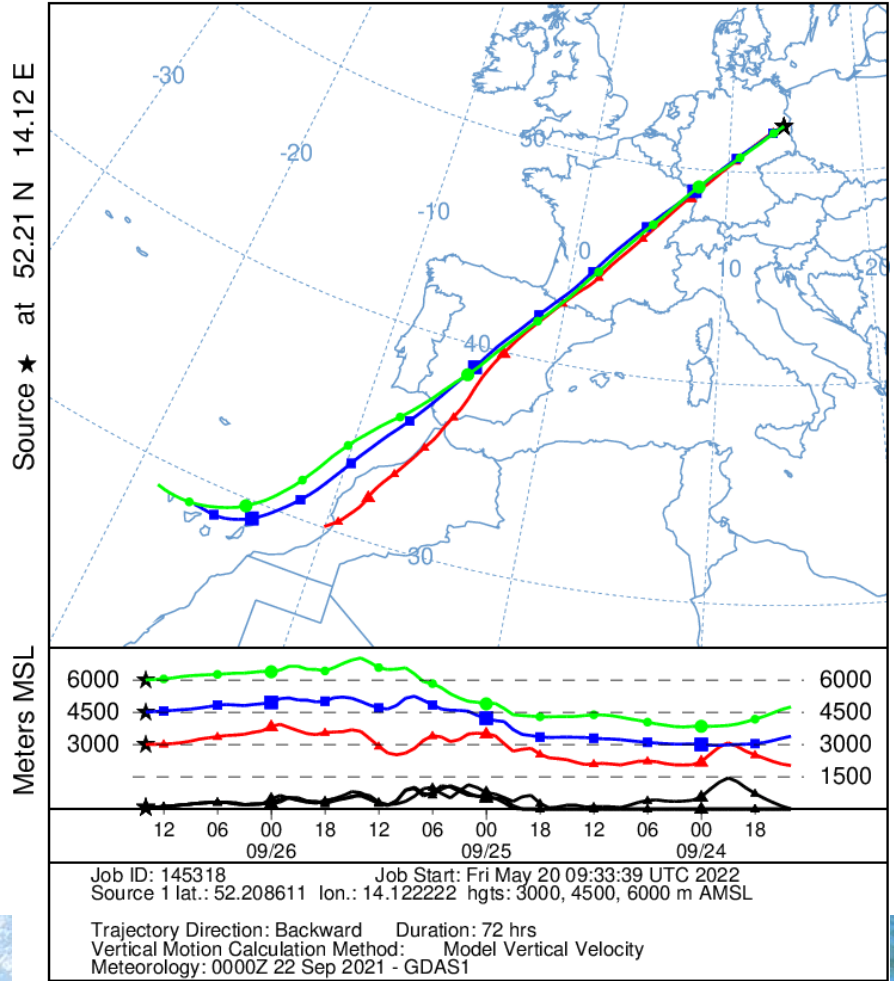 Source ★ at 52.21 N 14.12 E
-30
-20
-10
50
0
10
20
40
30
Meters MSL
6000 6000
4500 4500
3000 3000
1500
12 06 00 18 12 06 00 18 12 06 00 18
09/26 09/25 09/24
Job ID: 145318 Job Start: Fri May 20 09:33:39 UTC 2022
Source 1 lat.: 52.208611 lon.: 14.122222 hgts: 3000, 4500, 6000 m AMSL
Trajectory Direction: Backward Duration: 72 hrs
Vertical Motion Calculation Method: Model Vertical Velocity
Meteorology: 0000Z 22 Sep 2021 - GDAS1